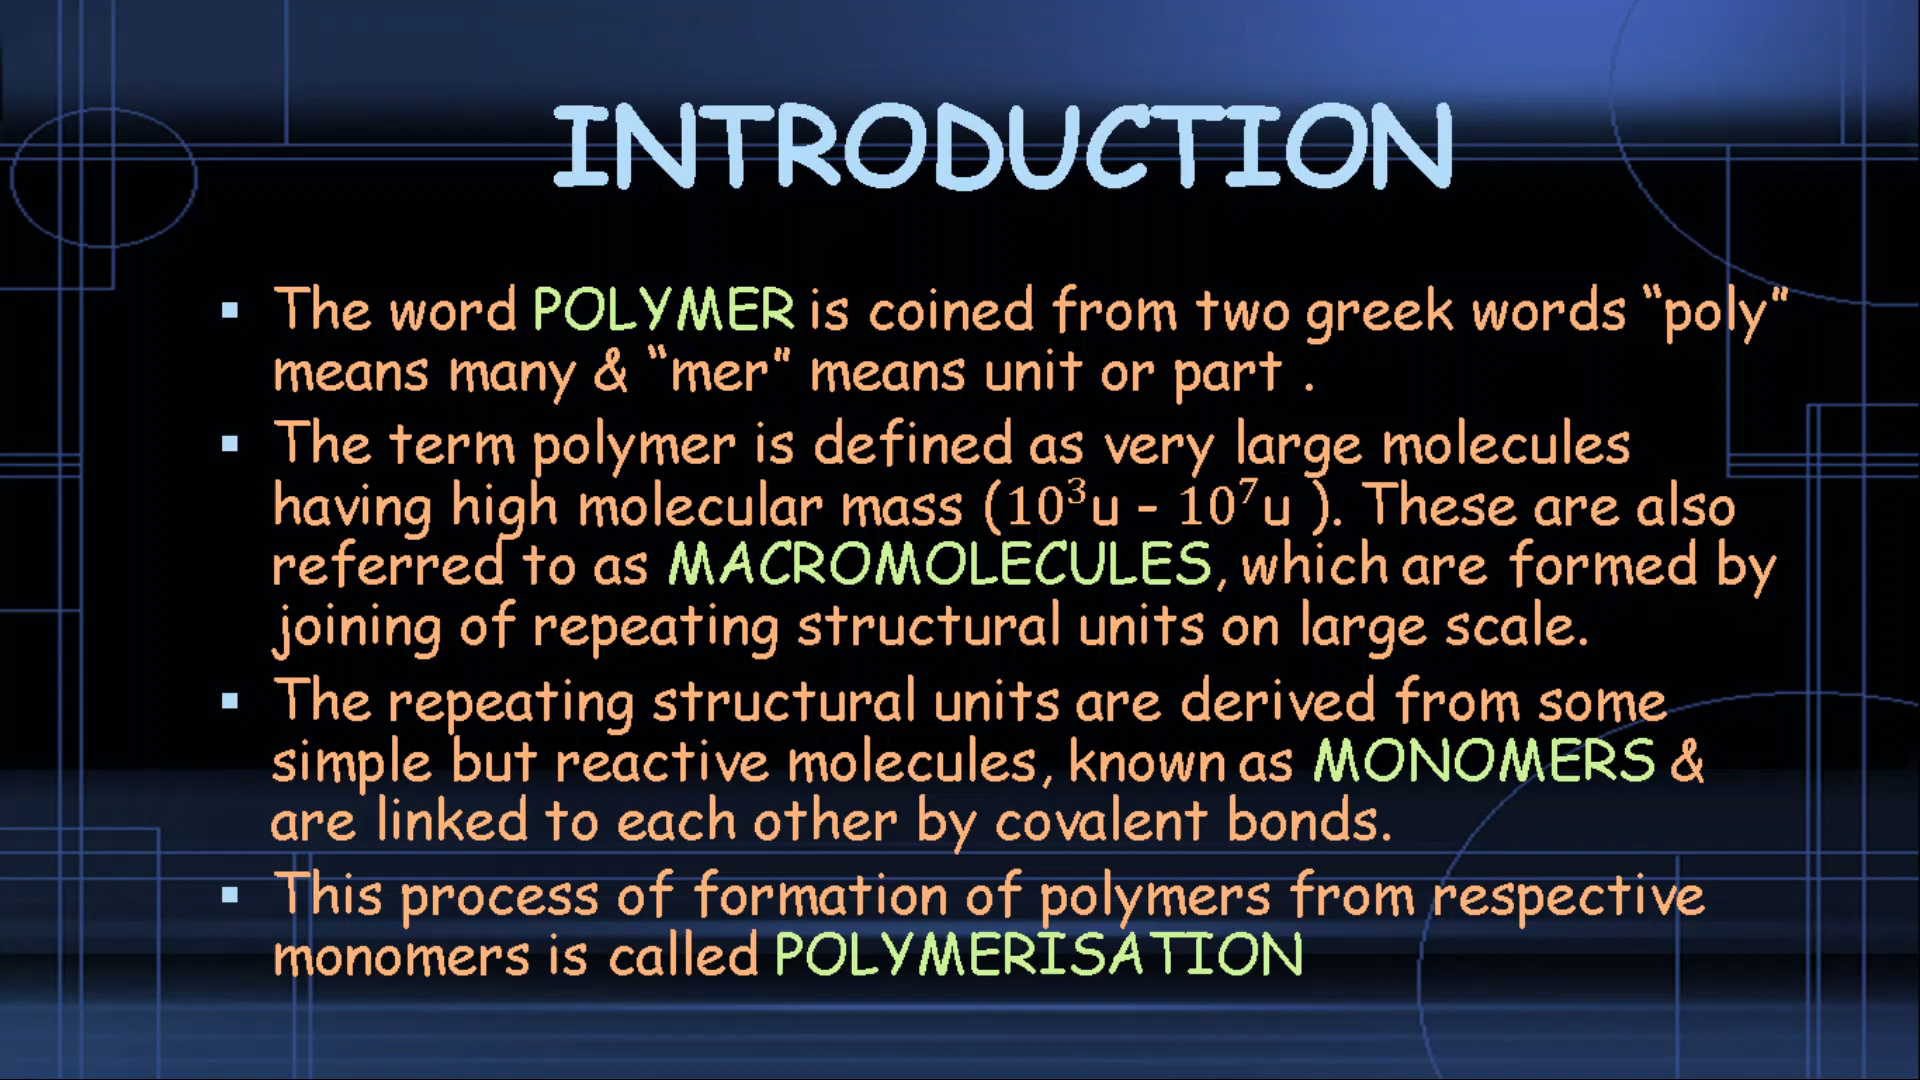 INTRODUCTION
▪ The word POLYMER is coined from two greek words “poly”
means many & “mer” means unit or part .
▪ The term polymer is defined as very large molecules
having high molecular mass (10³u – 10⁷u ). These are also
referred to as MACROMOLECULES, which are formed by
joining of repeating structural units on large scale.
▪ The repeating structural units are derived from some
simple but reactive molecules, known as MONOMERS &
are linked to each other by covalent bonds.
▪ This process of formation of polymers from respective
monomers is called POLYMERISATION